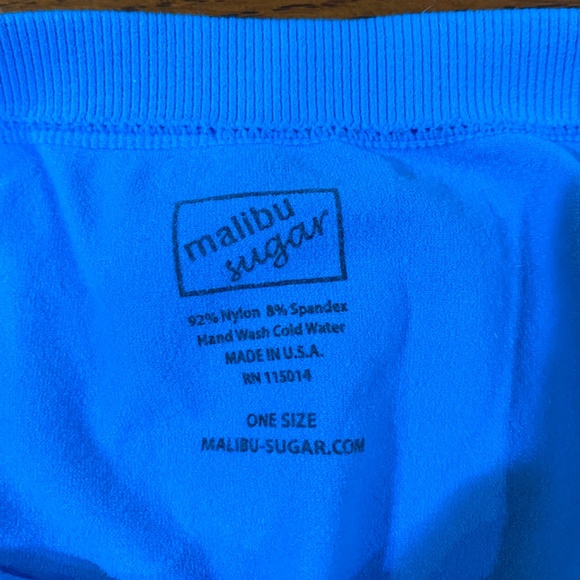 malibu
sugar
92% Nylon 8% Spandex
Hand Wash Cold Water
MADE IN U.S.A.
RN 115014
ONE SIZE
MALIBU-SUGAR.COM